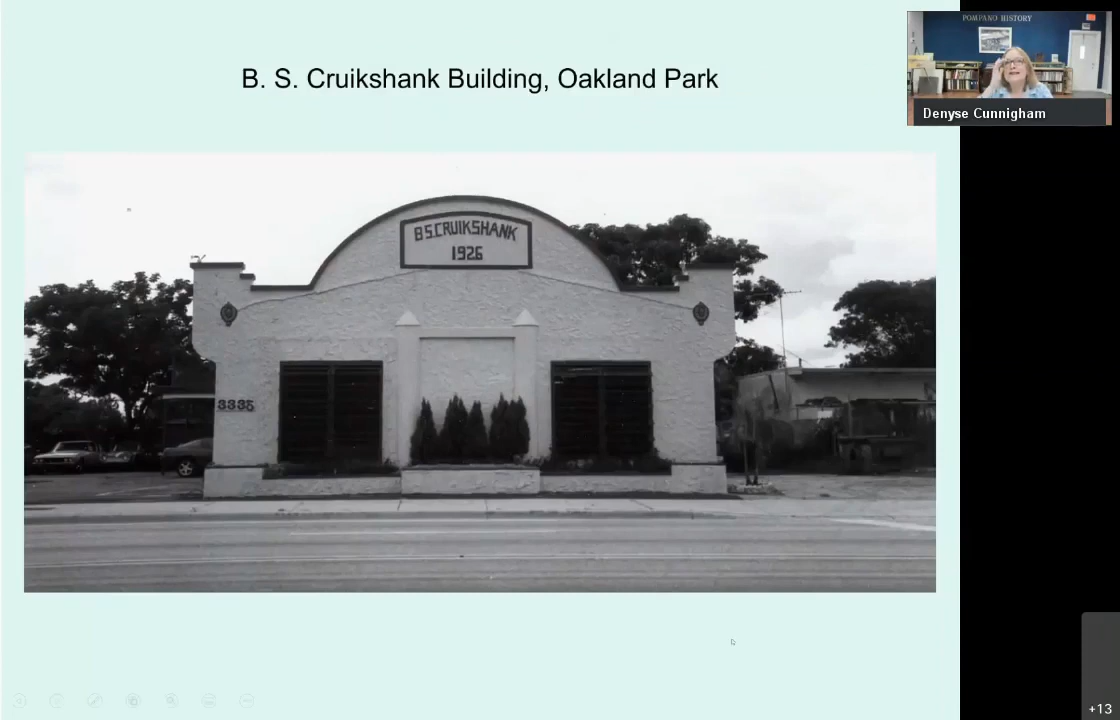 B. S. Cruikshank Building, Oakland Park
POMPANO HISTORY
Denyse Cunnigham
B.S.CRUIKSHANK
1926
3335
+13